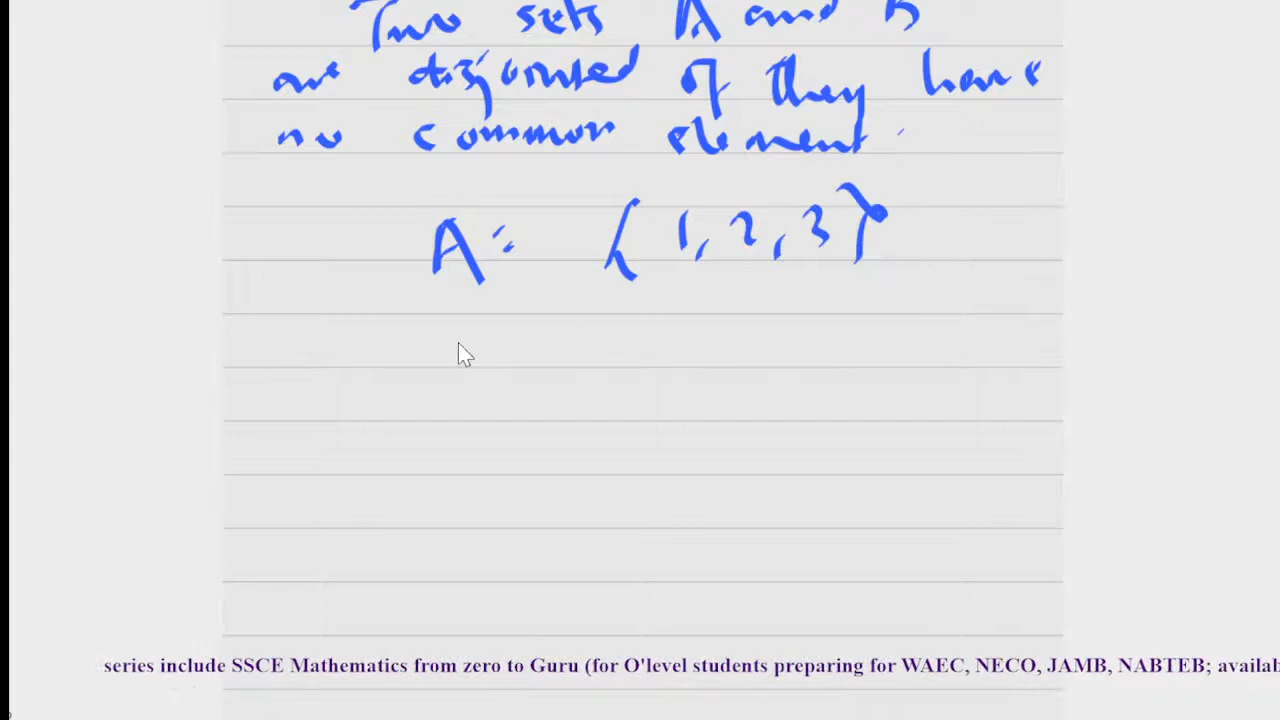 Two sets A and B
are disjointed if they have
no common element.
A = {1, 2, 3}
series include SSCE Mathematics from zero to Guru (for O'level students preparing for WAEC, NECO, JAMB, NABTEB; availab